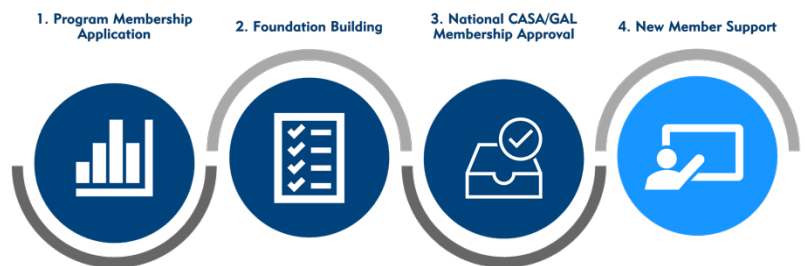 1. Program Membership
Application
2. Foundation Building
3. National CASA/GAL
Membership Approval
4. New Member Support